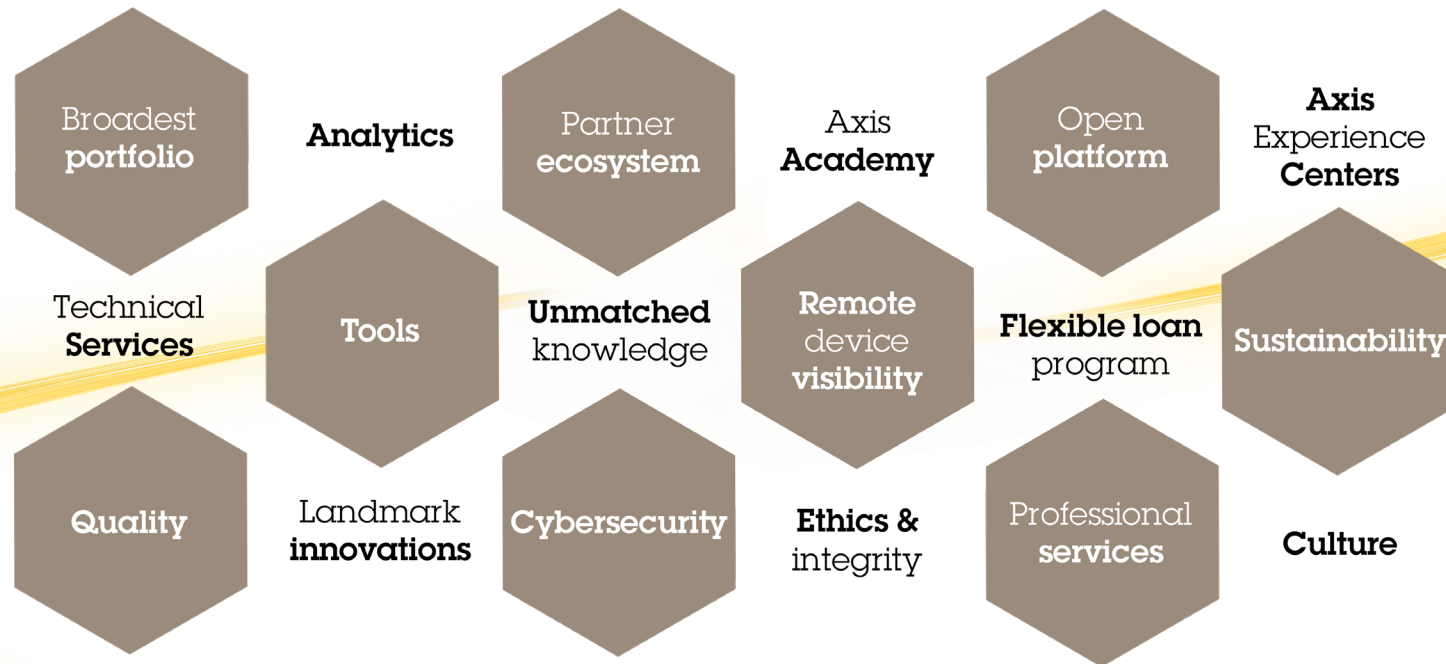 Broadest
portfolio
Analytics
Partner
ecosystem
Axis
Academy
Open
platform
Axis
Experience
Centers
Technical
Services
Tools
Unmatched
knowledge
Remote
device
visibility
Flexible loan
program
Sustainability
Quality
Landmark
innovations
Cybersecurity
Ethics &
integrity
Professional
services
Culture